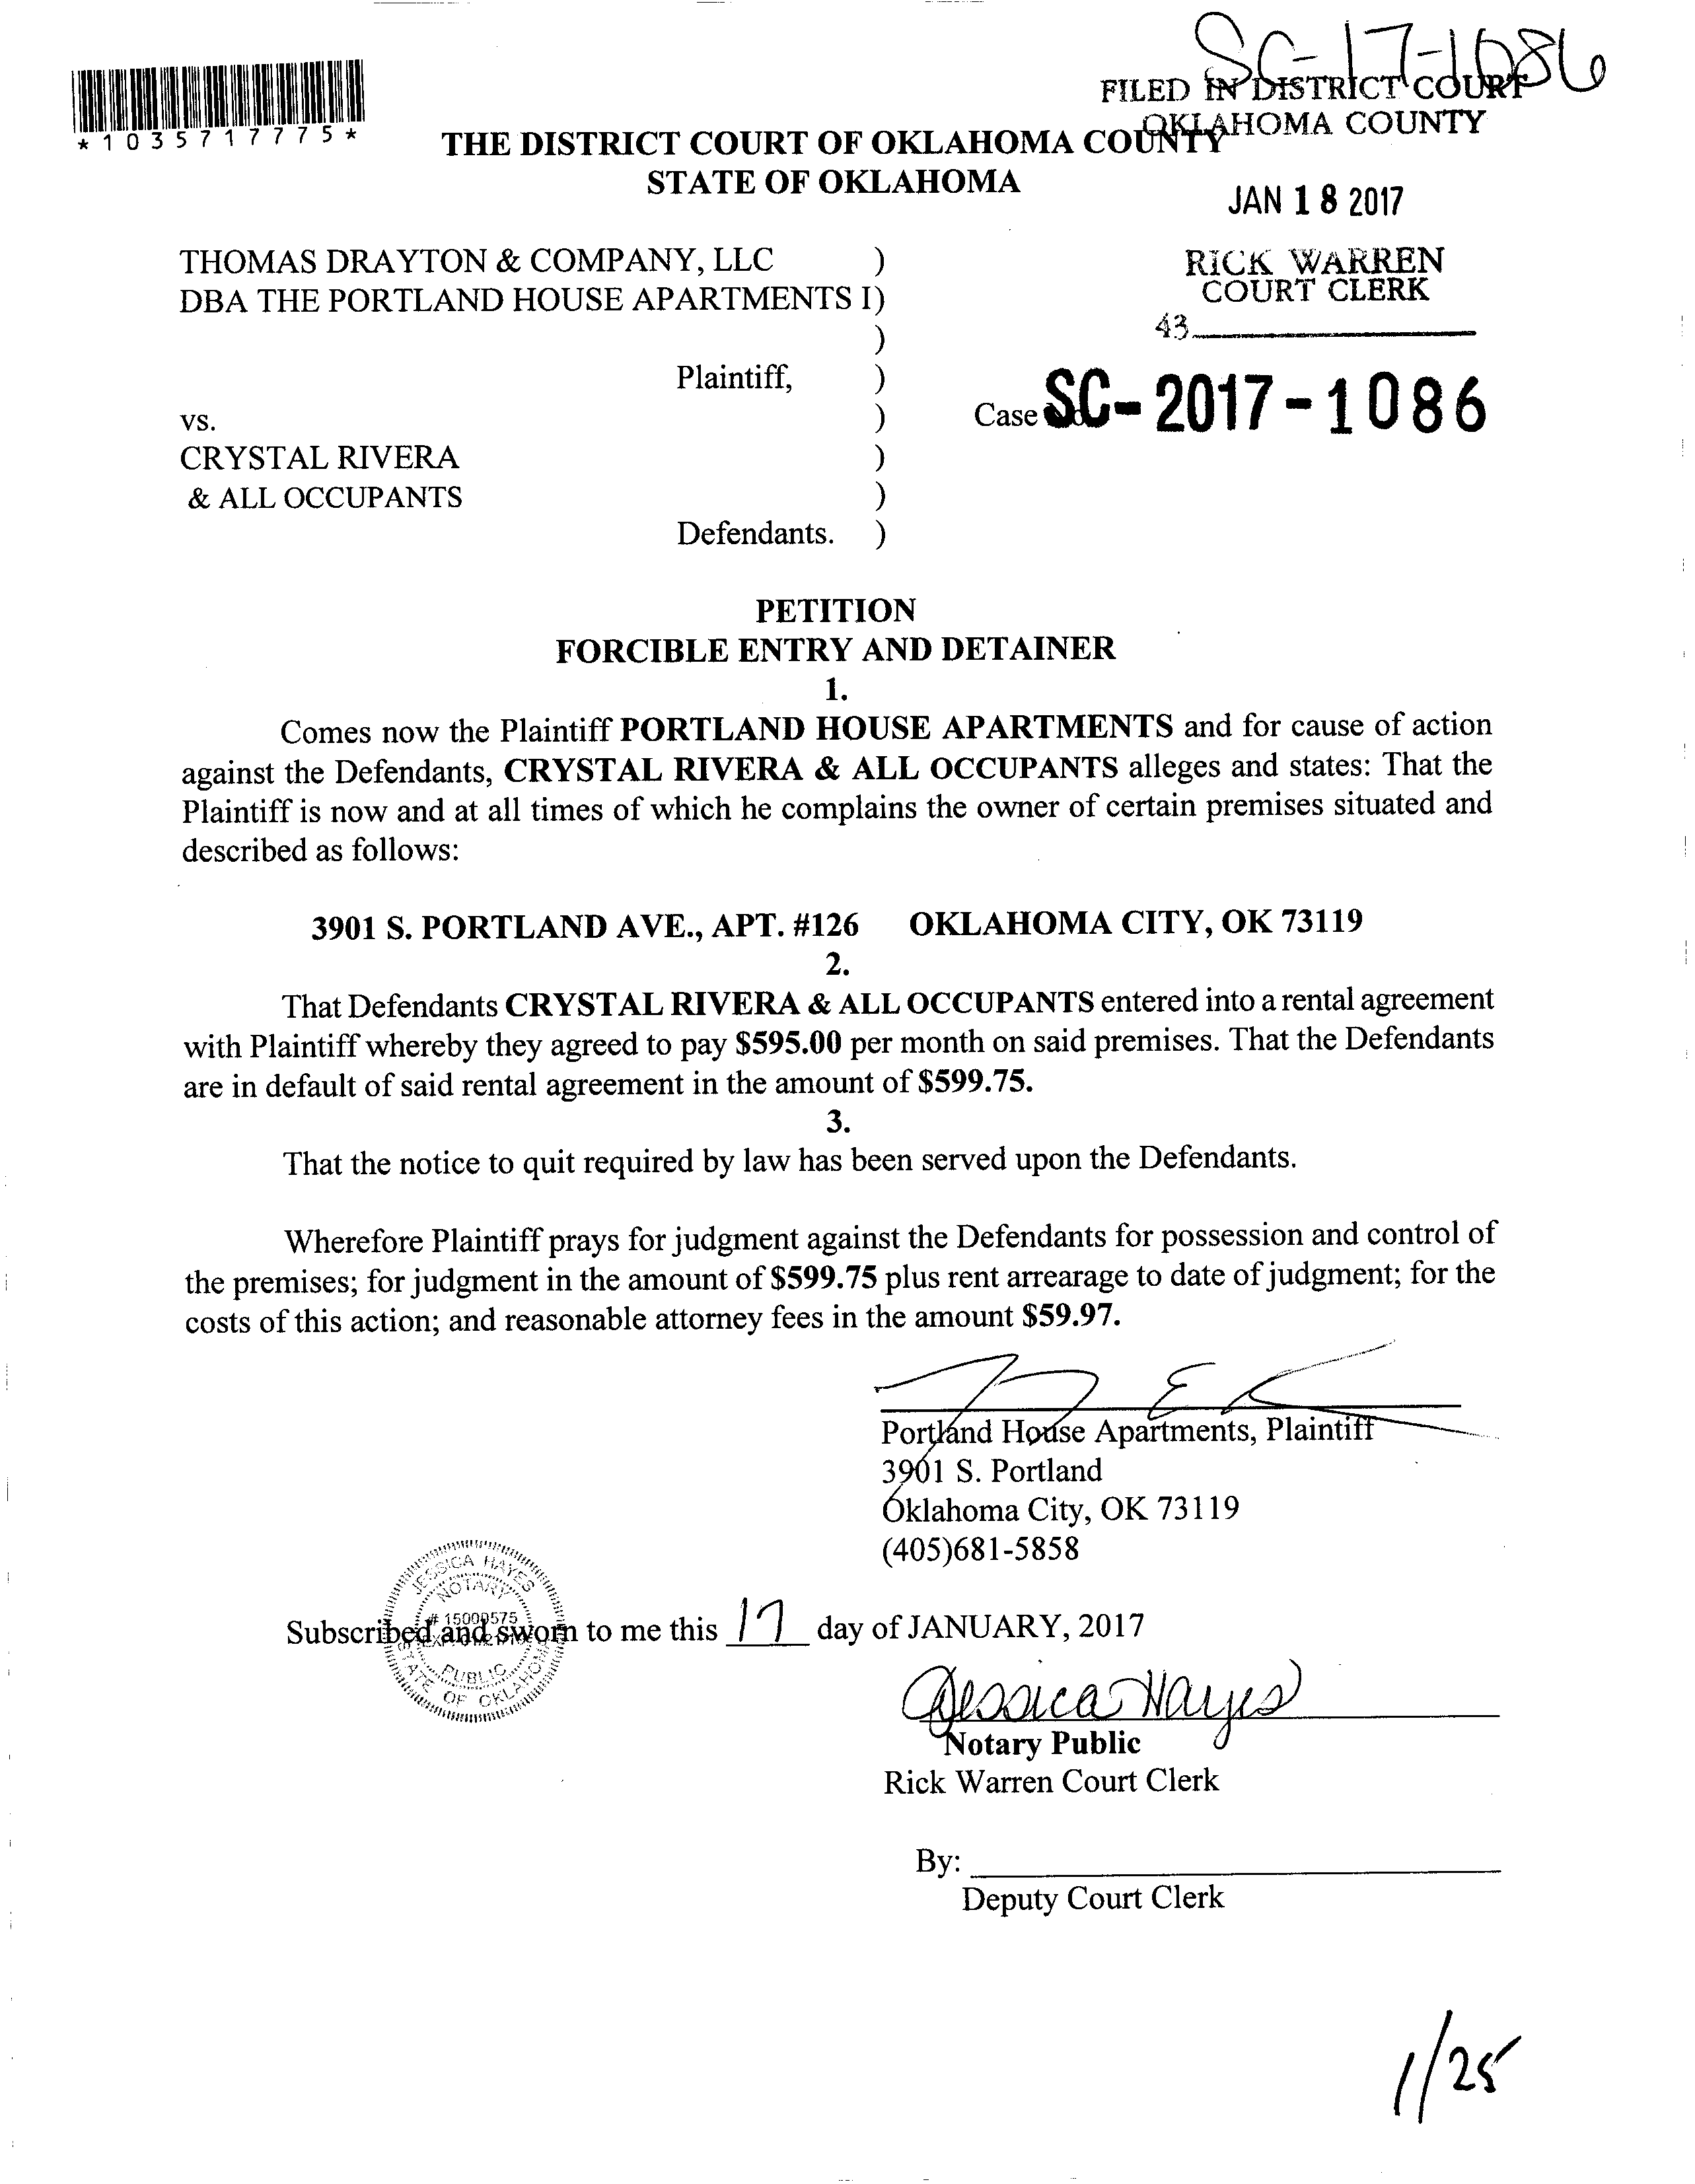 SC-17-1086
FILED IN DISTRICT COURT
OKLAHOMA COUNTY
*1035717775*
THE DISTRICT COURT OF OKLAHOMA COUNTY
STATE OF OKLAHOMA
JAN 18 2017
THOMAS DRAYTON & COMPANY, LLC )
DBA THE PORTLAND HOUSE APARTMENTS I)
)
RICK WARREN
COURT CLERK
43
Plaintiff, )
vs. )
Case SC-2017-1086
CRYSTAL RIVERA )
& ALL OCCUPANTS )
Defendants. )
PETITION
FORCIBLE ENTRY AND DETAINER
1.
Comes now the Plaintiff PORTLAND HOUSE APARTMENTS and for cause of action
against the Defendants, CRYSTAL RIVERA & ALL OCCUPANTS alleges and states: That the
Plaintiff is now and at all times of which he complains the owner of certain premises situated and
described as follows:
3901 S. PORTLAND AVE., APT. #126 OKLAHOMA CITY, OK 73119
2.
That Defendants CRYSTAL RIVERA & ALL OCCUPANTS entered into a rental agreement
with Plaintiff whereby they agreed to pay $595.00 per month on said premises. That the Defendants
are in default of said rental agreement in the amount of $599.75.
3.
That the notice to quit required by law has been served upon the Defendants.
Wherefore Plaintiff prays for judgment against the Defendants for possession and control of
the premises; for judgment in the amount of $599.75 plus rent arrearage to date of judgment; for the
costs of this action; and reasonable attorney fees in the amount $59.97.
Portland House Apartments, Plaintiff
3901 S. Portland
Oklahoma City, OK 73119
(405)681-5858
JESSICA HAYES
NOTARY
# 15000575
PUBLIC
STATE OF OKLAHOMA
Subscribed and sworn to me this 17 day of JANUARY, 2017
Jessica Hayes
Notary Public
Rick Warren Court Clerk
By:
Deputy Court Clerk
1/25